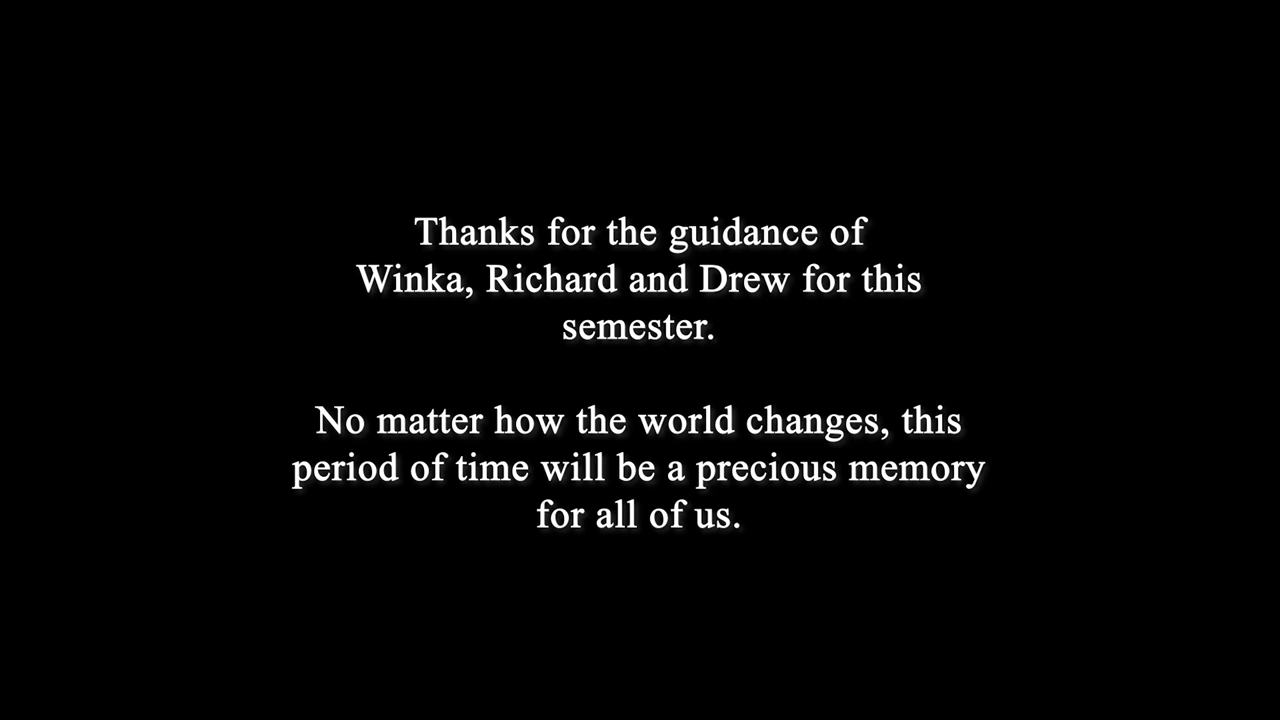 Thanks for the guidance of
Winka, Richard and Drew for this
semester.
No matter how the world changes, this
period of time will be a precious memory
for all of us.